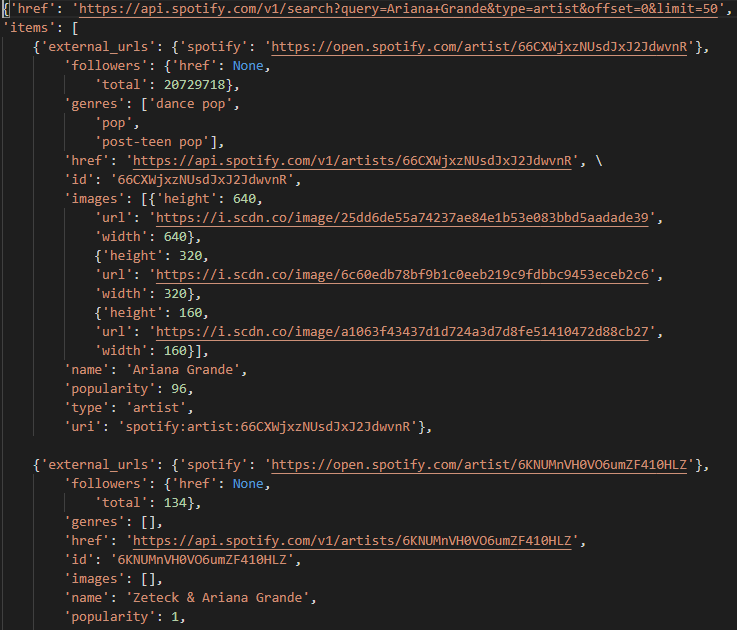 {'href': 'https://api.spotify.com/v1/search?query=Ariana+Grande&type=artist&offset=0&limit=50',
'items': [
{'external_urls': {'spotify': 'https://open.spotify.com/artist/66CXWjxzNUsdJxJ2JdwvnR'},
'followers': {'href': None,
'total': 20729718},
'genres': ['dance pop',
'pop',
'post-teen pop'],
'href': 'https://api.spotify.com/v1/artists/66CXWjxzNUsdJxJ2JdwvnR', \
'id': '66CXWjxzNUsdJxJ2JdwvnR',
'images': [{'height': 640,
'url': 'https://i.scdn.co/image/25dd6de55a74237ae84e1b53e083bbd5aadade39',
'width': 640},
{'height': 320,
'url': 'https://i.scdn.co/image/6c60edb78bf9b1c0eeb219c9fdbbc9453eceb2c6',
'width': 320},
{'height': 160,
'url': 'https://i.scdn.co/image/a1063f43437d1d724a3d7d8fe51410472d88cb27',
'width': 160}],
'name': 'Ariana Grande',
'popularity': 96,
'type': 'artist',
'uri': 'spotify:artist:66CXWjxzNUsdJxJ2JdwvnR'},
{'external_urls': {'spotify': 'https://open.spotify.com/artist/6KNUMnVH0VO6umZF410HLZ'},
'followers': {'href': None,
'total': 134},
'genres': [],
'href': 'https://api.spotify.com/v1/artists/6KNUMnVH0VO6umZF410HLZ',
'id': '6KNUMnVH0VO6umZF410HLZ',
'images': [],
'name': 'Zeteck & Ariana Grande',
'popularity': 1,